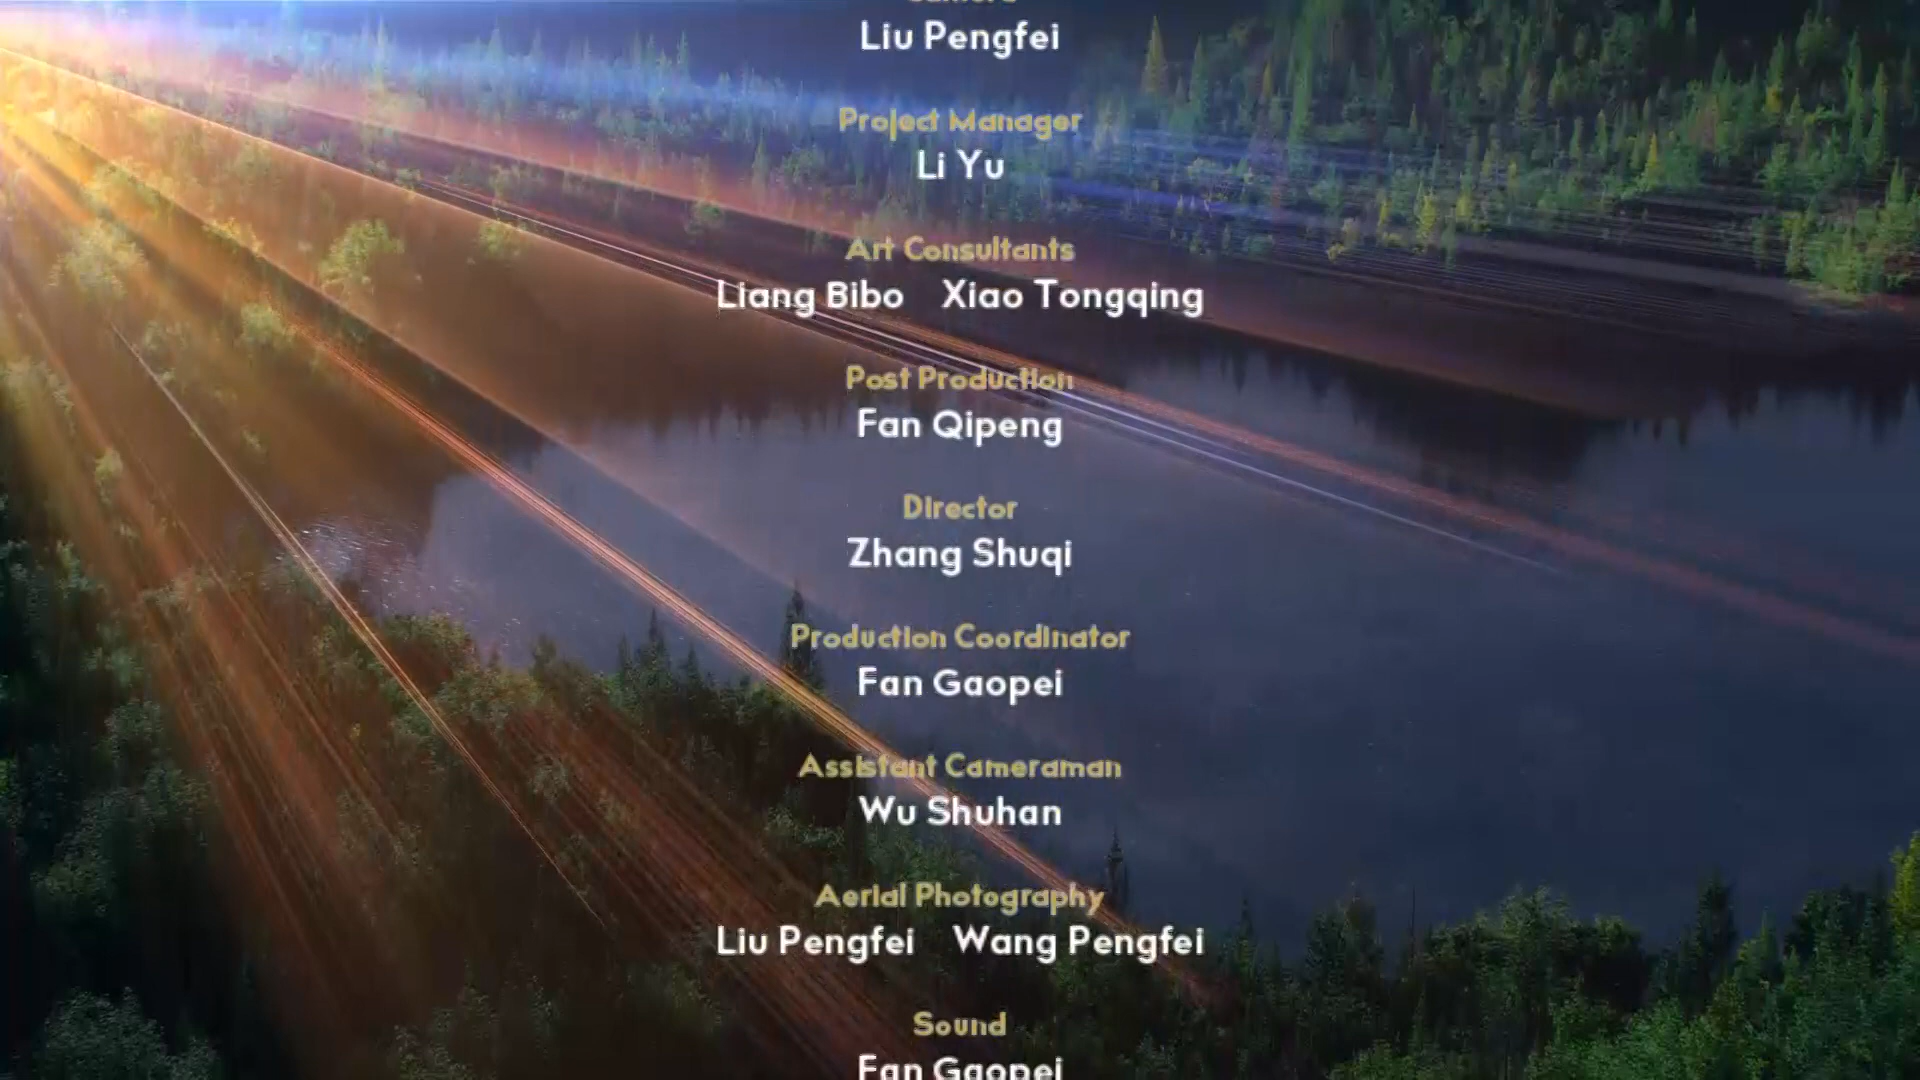 Camera
Liu Pengfei
Project Manager
Li Yu
Art Consultants
Liang Bibo Xiao Tongqing
Post Production
Fan Qipeng
Director
Zhang Shuqi
Production Coordinator
Fan Gaopei
Assistant Cameraman
Wu Shuhan
Aerial Photography
Liu Pengfei Wang Pengfei
Sound
Fan Gaopei